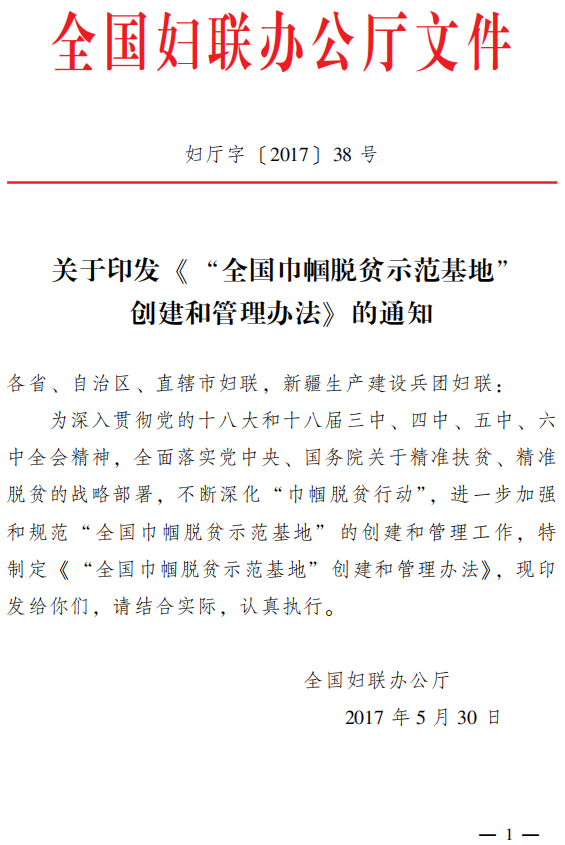 全国妇联办公厅文件
妇厅字〔2017〕38 号
关于印发《“全国巾帼脱贫示范基地”
创建和管理办法》的通知
各省、自治区、直辖市妇联，新疆生产建设兵团妇联：
为深入贯彻党的十八大和十八届三中、四中、五中、六
中全会精神，全面落实党中央、国务院关于精准扶贫、精准
脱贫的战略部署，不断深化“巾帼脱贫行动”，进一步加强
和规范“全国巾帼脱贫示范基地”的创建和管理工作，特
制定《“全国巾帼脱贫示范基地”创建和管理办法》，现印
发给你们，请结合实际，认真执行。
全国妇联办公厅
2017 年 5 月 30 日
— 1 —